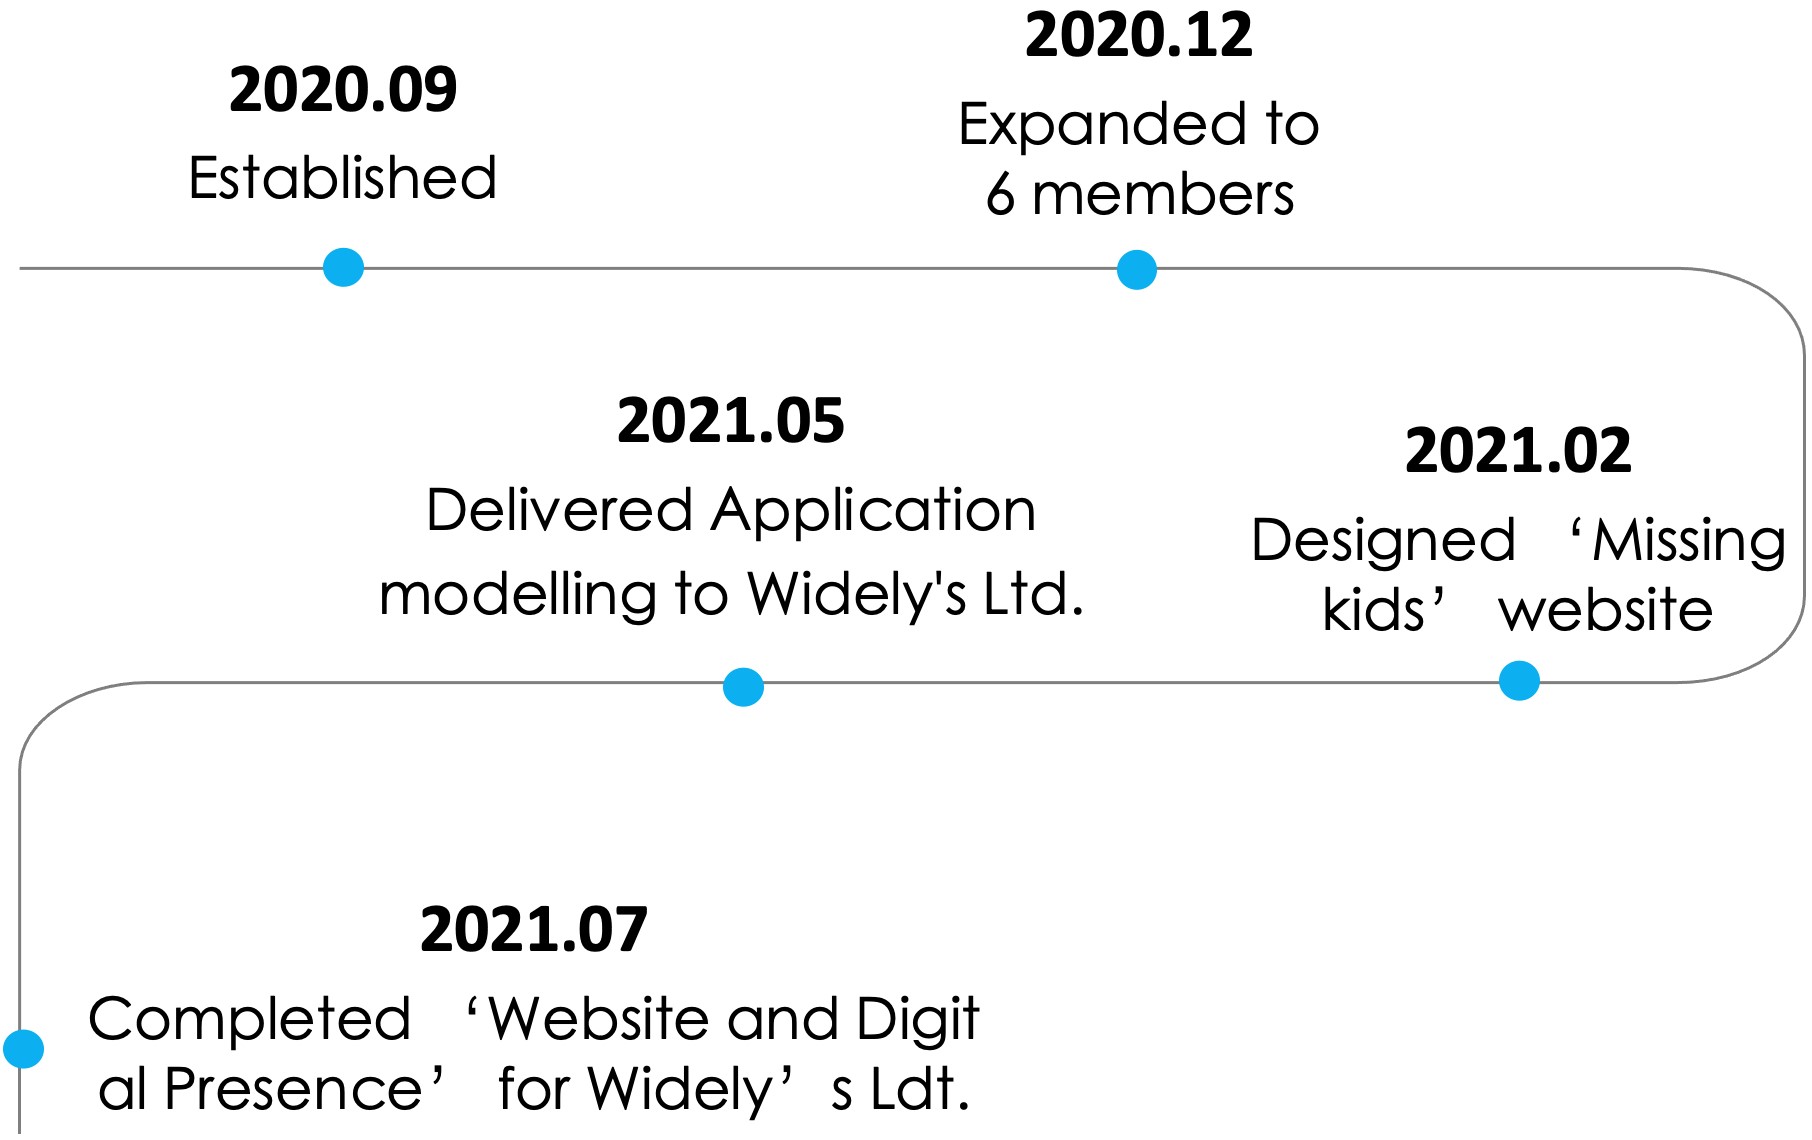 2020.09
Established
2020.12
Expanded to
6 members
2021.02
Designed ‘Missing
kids’ website
2021.05
Delivered Application
modelling to Widely's Ltd.
2021.07
Completed ‘Website and Digit
al Presence’ for Widely’s Ldt.